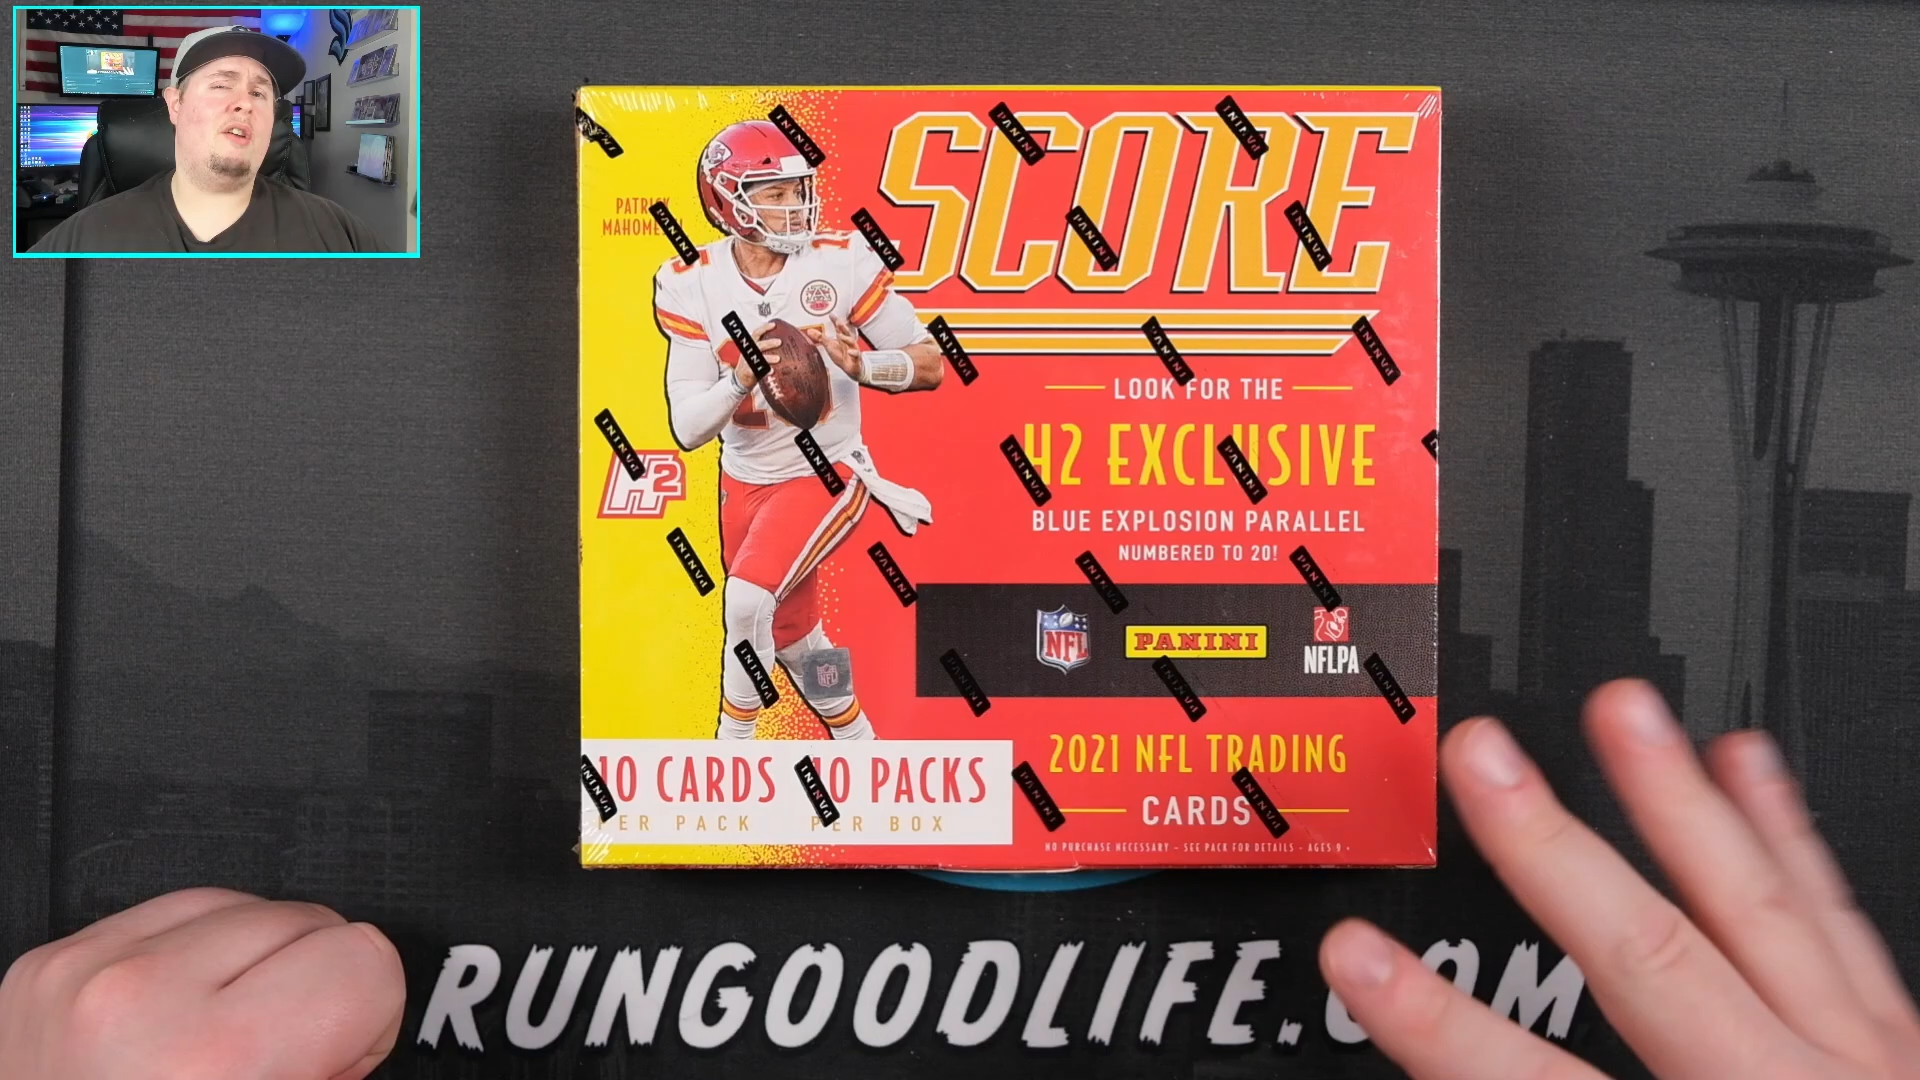 SCORE
PATRICK
MAHOMES II
LOOK FOR THE
H2 EXCLUSIVE
BLUE EXPLOSION PARALLEL
NUMBERED TO 20!
H2
NFL
PANINI
NFLPA
10 CARDS
PER PACK
10 PACKS
PER BOX
2021 NFL TRADING
CARDS
NO PURCHASE NECESSARY - SEE PACK FOR DETAILS - AGES 9 +
RUNGOODLIFE.COM